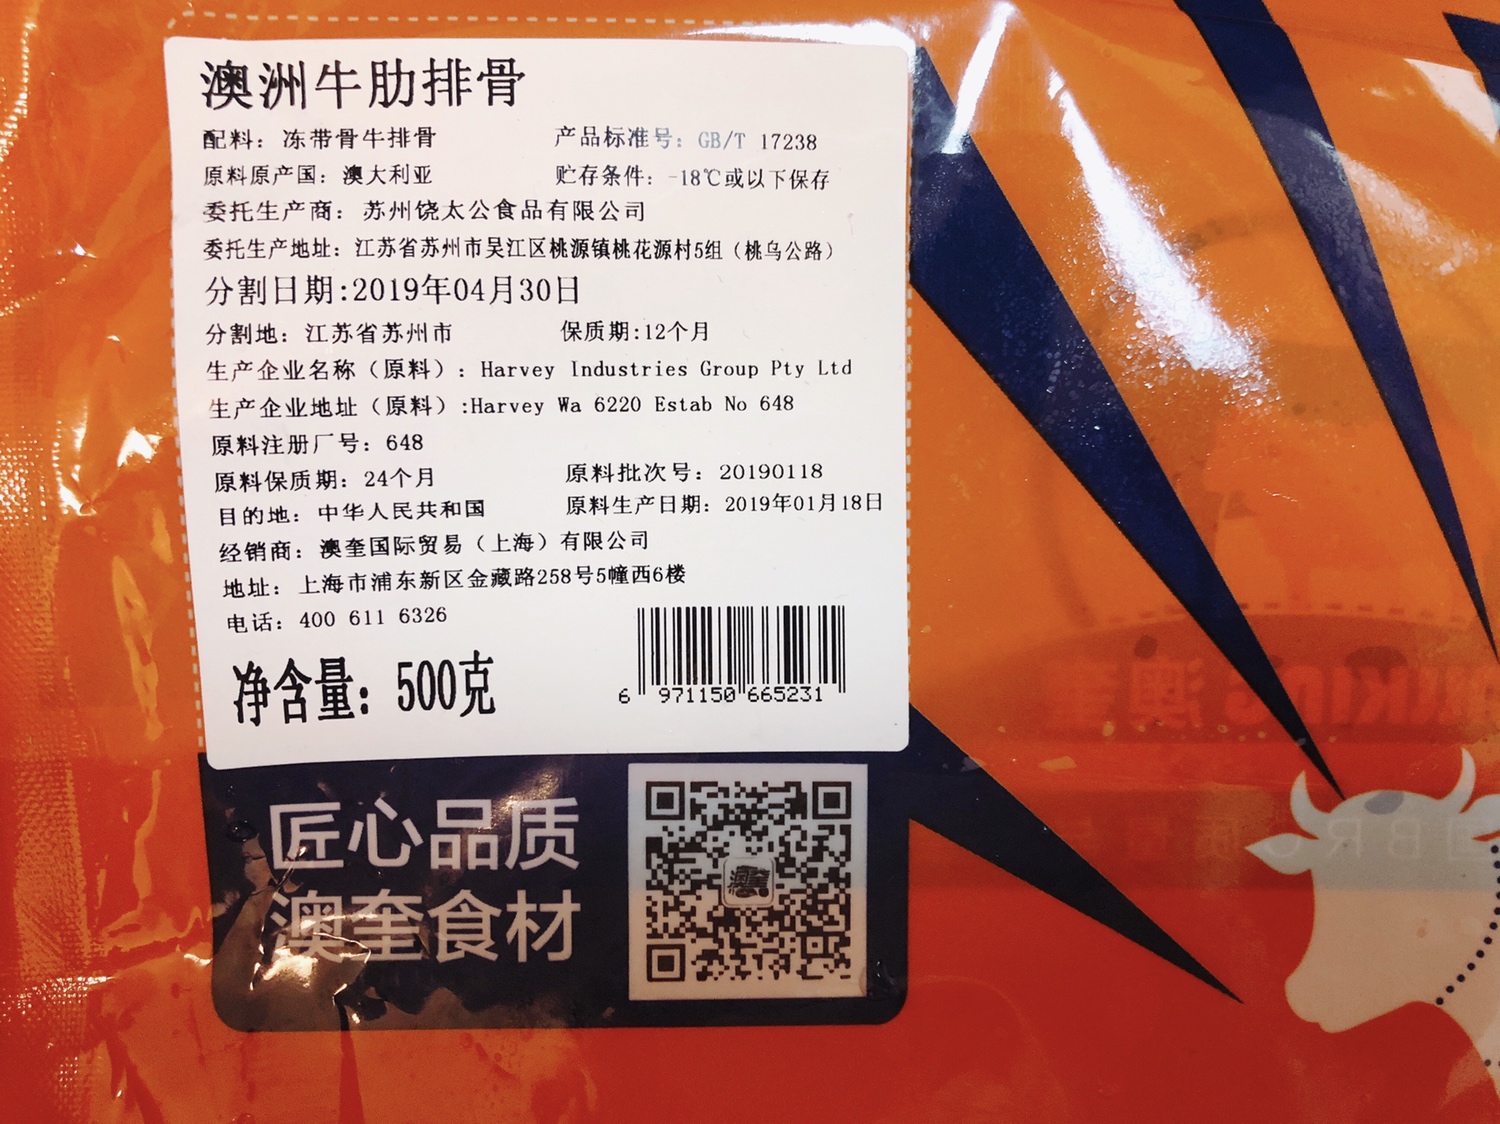 澳洲牛肋排骨
配料：冻带骨牛排骨 产品标准号：GB/T 17238
原料原产国：澳大利亚 贮存条件：-18℃或以下保存
委托生产商：苏州饶太公食品有限公司
委托生产地址：江苏省苏州市吴江区桃源镇桃花源村5组（桃乌公路）
分割日期:2019年04月30日
分割地：江苏省苏州市 保质期:12个月
生产企业名称（原料）：Harvey Industries Group Pty Ltd
生产企业地址（原料）:Harvey Wa 6220 Estab No 648
原料注册厂号：648
原料保质期：24个月 原料批次号：20190118
目的地：中华人民共和国 原料生产日期：2019年01月18日
经销商：澳奎国际贸易（上海）有限公司
地址：上海市浦东新区金藏路258号5幢西6楼
电话：400 611 6326
净含量：500克
6 971150 665231
匠心品质
澳奎食材
澳奎